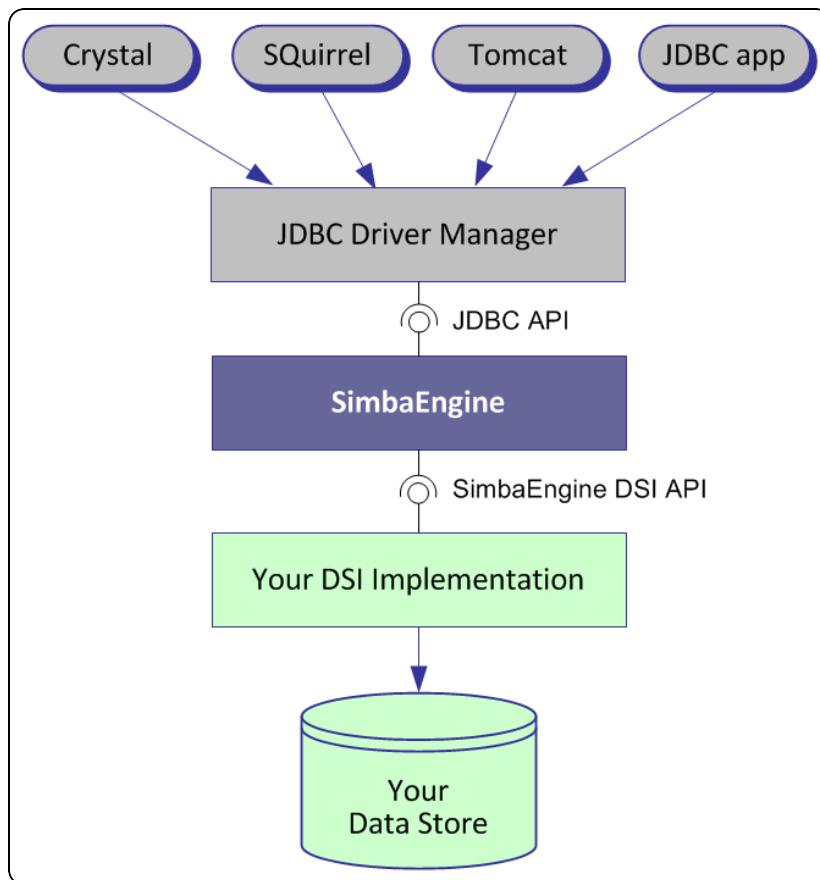 Crystal
SQuirrel
Tomcat
JDBC app
JDBC Driver Manager
JDBC API
SimbaEngine
SimbaEngine DSI API
Your DSI Implementation
Your
Data Store